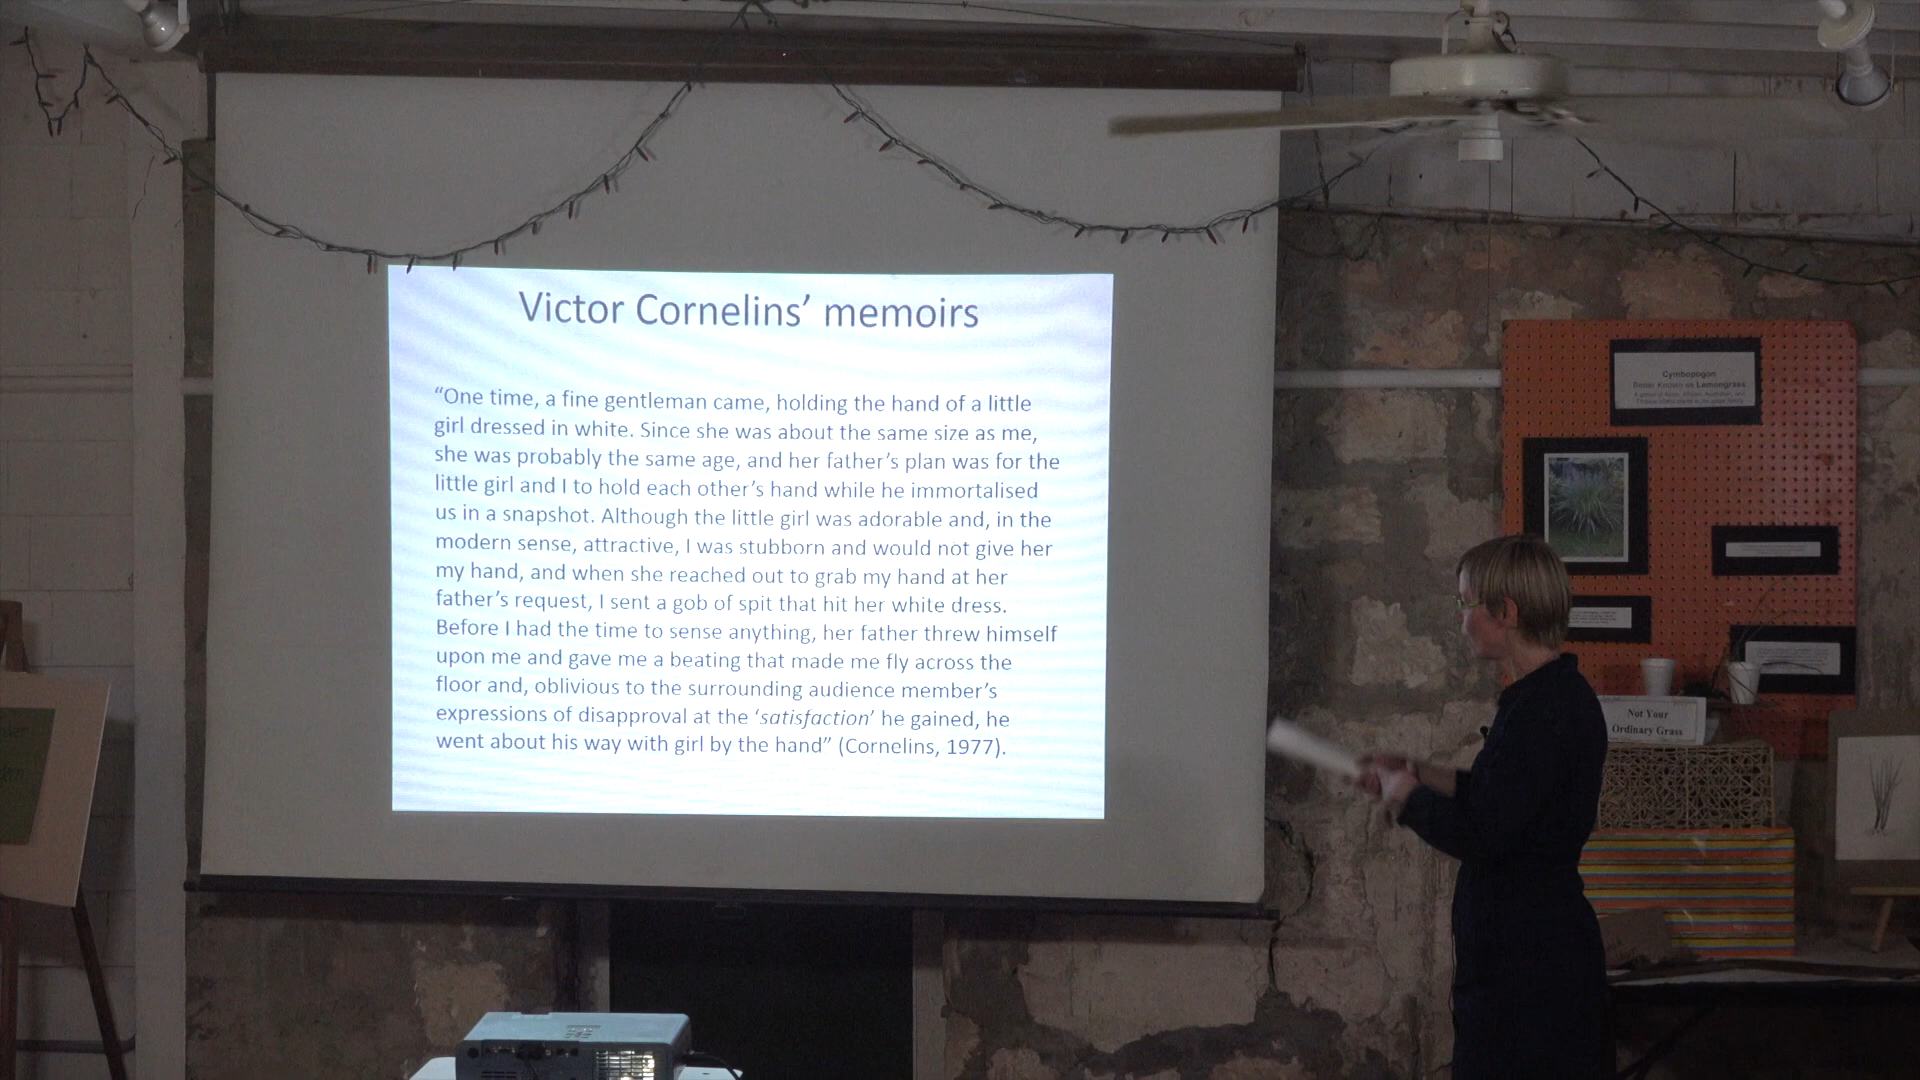 Victor Cornelins’ memoirs
“One time, a fine gentleman came, holding the hand of a little
girl dressed in white. Since she was about the same size as me,
she was probably the same age, and her father’s plan was for the
little girl and I to hold each other’s hand while he immortalised
us in a snapshot. Although the little girl was adorable and, in the
modern sense, attractive, I was stubborn and would not give her
my hand, and when she reached out to grab my hand at her
father’s request, I sent a gob of spit that hit her white dress.
Before I had the time to sense anything, her father threw himself
upon me and gave me a beating that made me fly across the
floor and, oblivious to the surrounding audience member’s
expressions of disapproval at the ‘satisfaction’ he gained, he
went about his way with girl by the hand” (Cornelins, 1977).
Cymbopogon
Better Known as Lemongrass
Not Your
Ordinary Grass